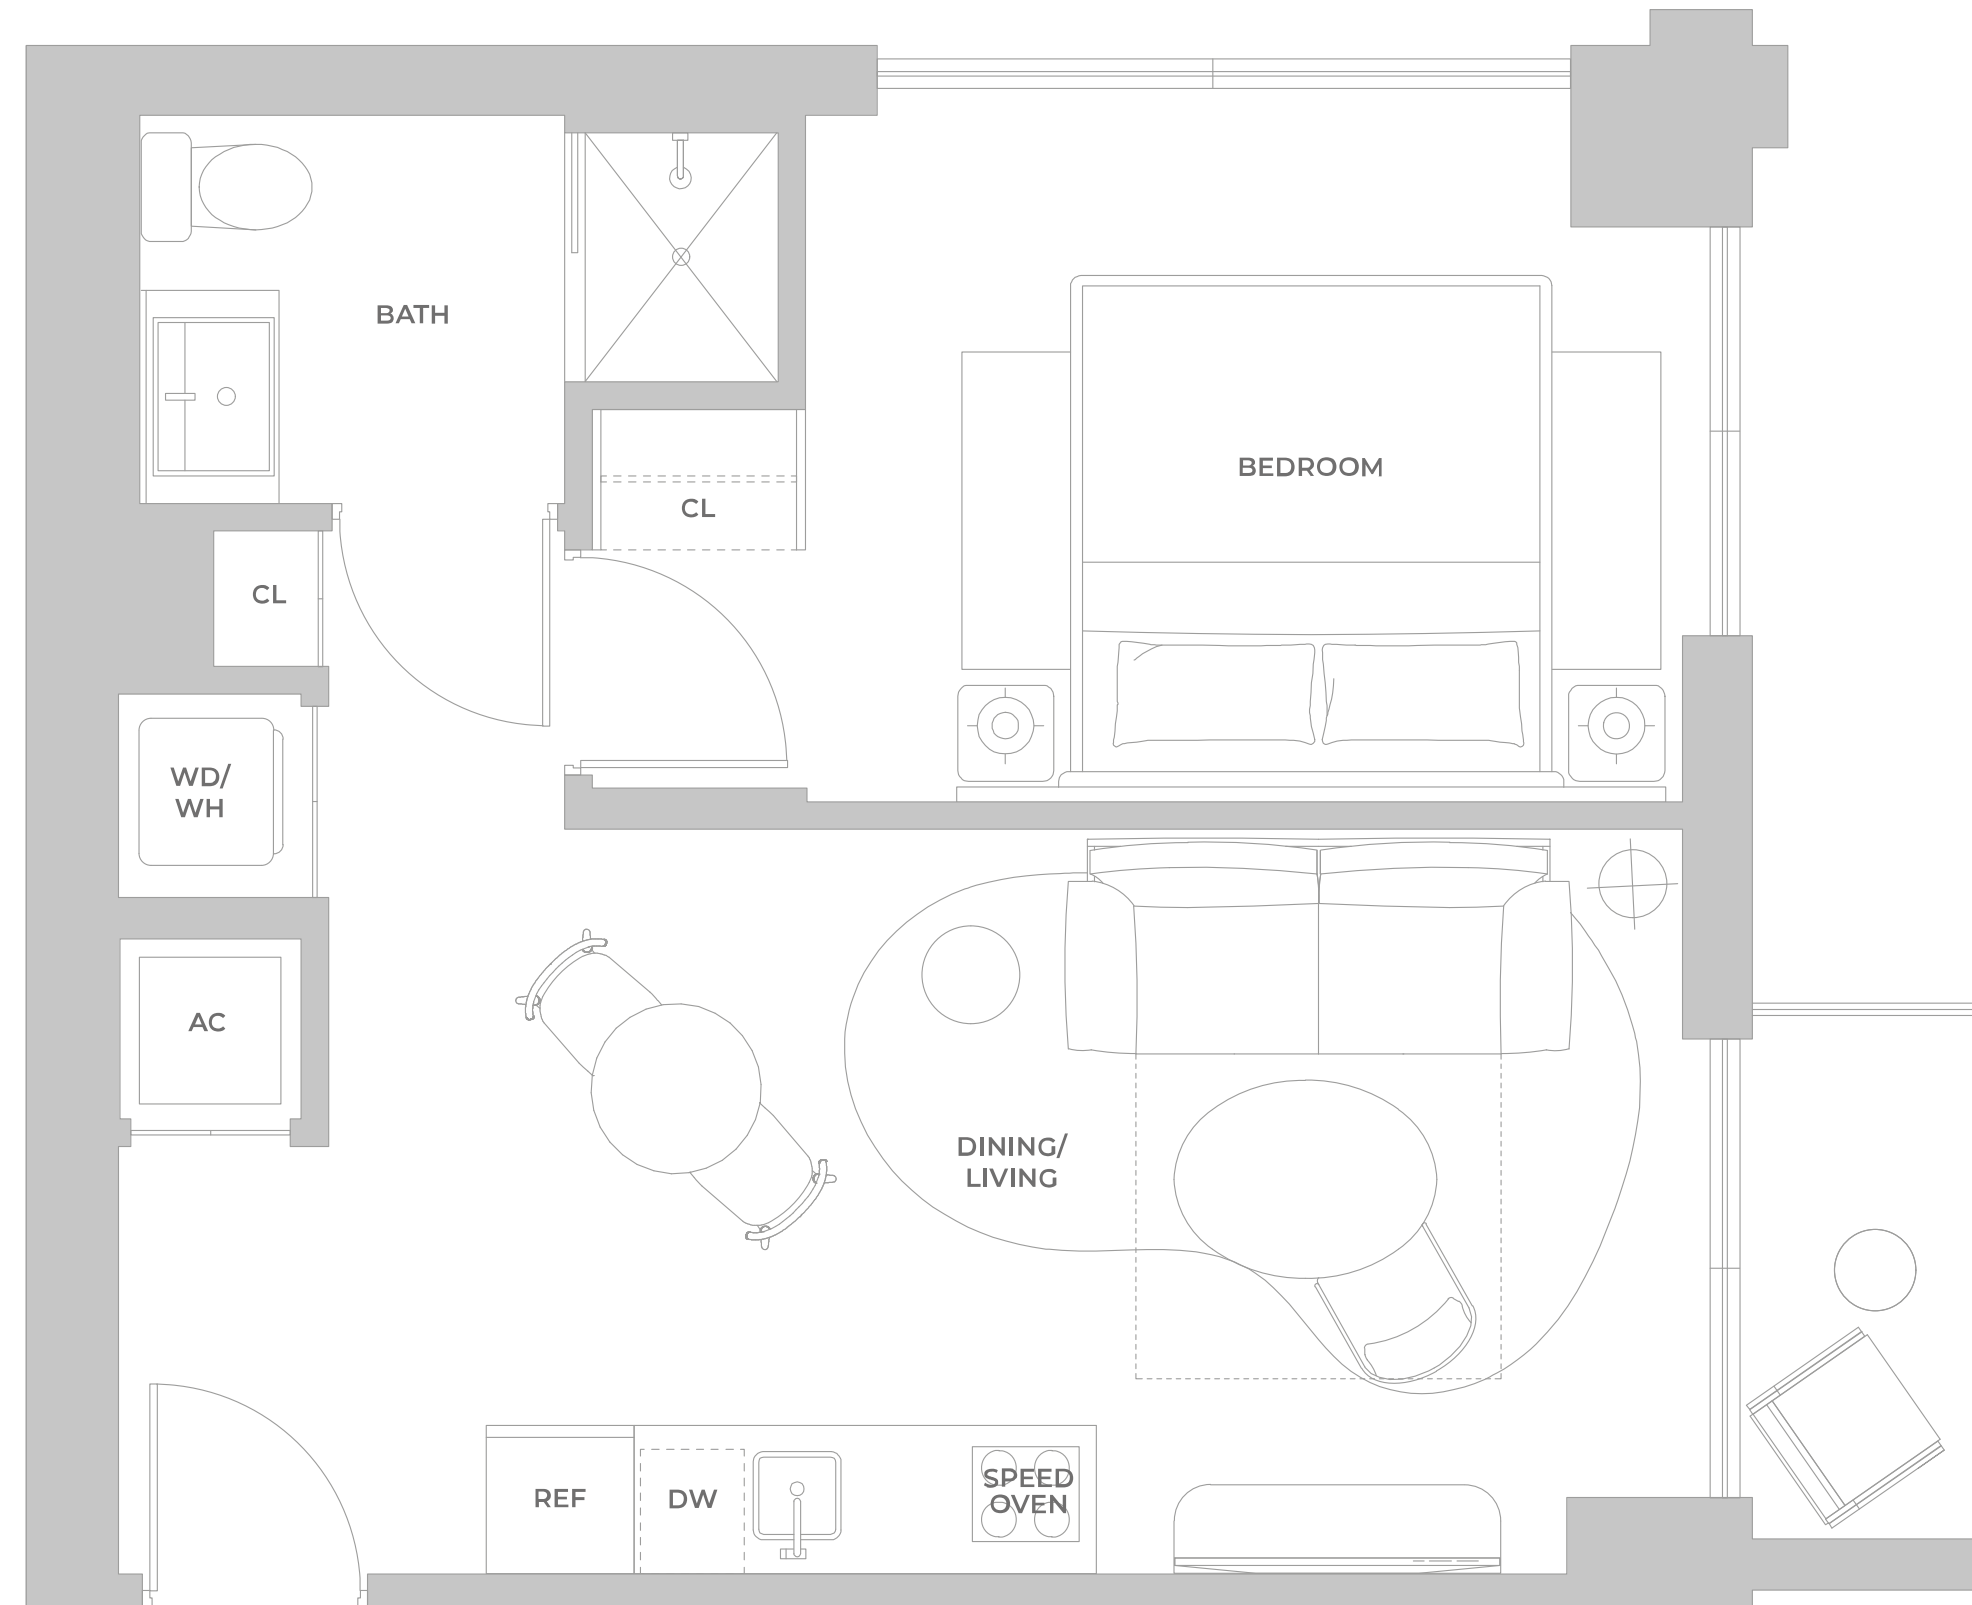 BATH
BEDROOM
CL
CL
WD/
WH
AC
DINING/
LIVING
REF
DW
SPEED
OVEN